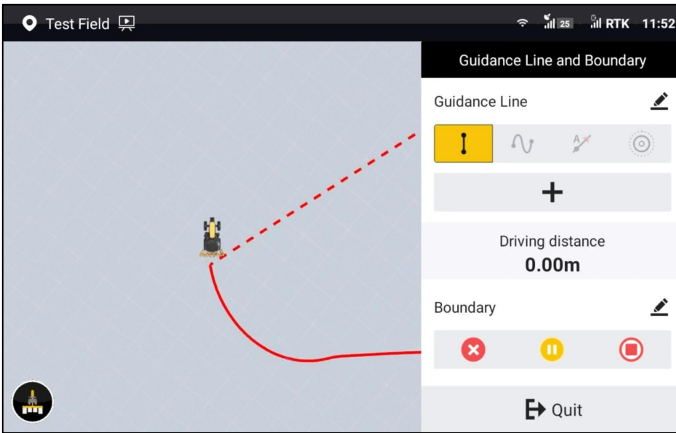 Test Field
25
RTK
11:52
Guidance Line and Boundary
Guidance Line
A
Driving distance
0.00m
Boundary
Quit